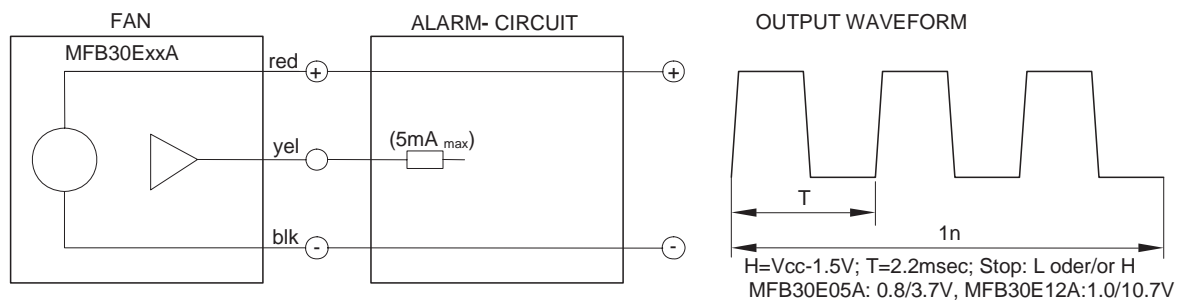 FAN
ALARM- CIRCUIT
OUTPUT WAVEFORM
MFB30ExxA
red
+
+
yel
(5mA max)
T
blk
-
-
1n
H=Vcc-1.5V; T=2.2msec; Stop: L oder/or H
MFB30E05A: 0.8/3.7V, MFB30E12A:1.0/10.7V